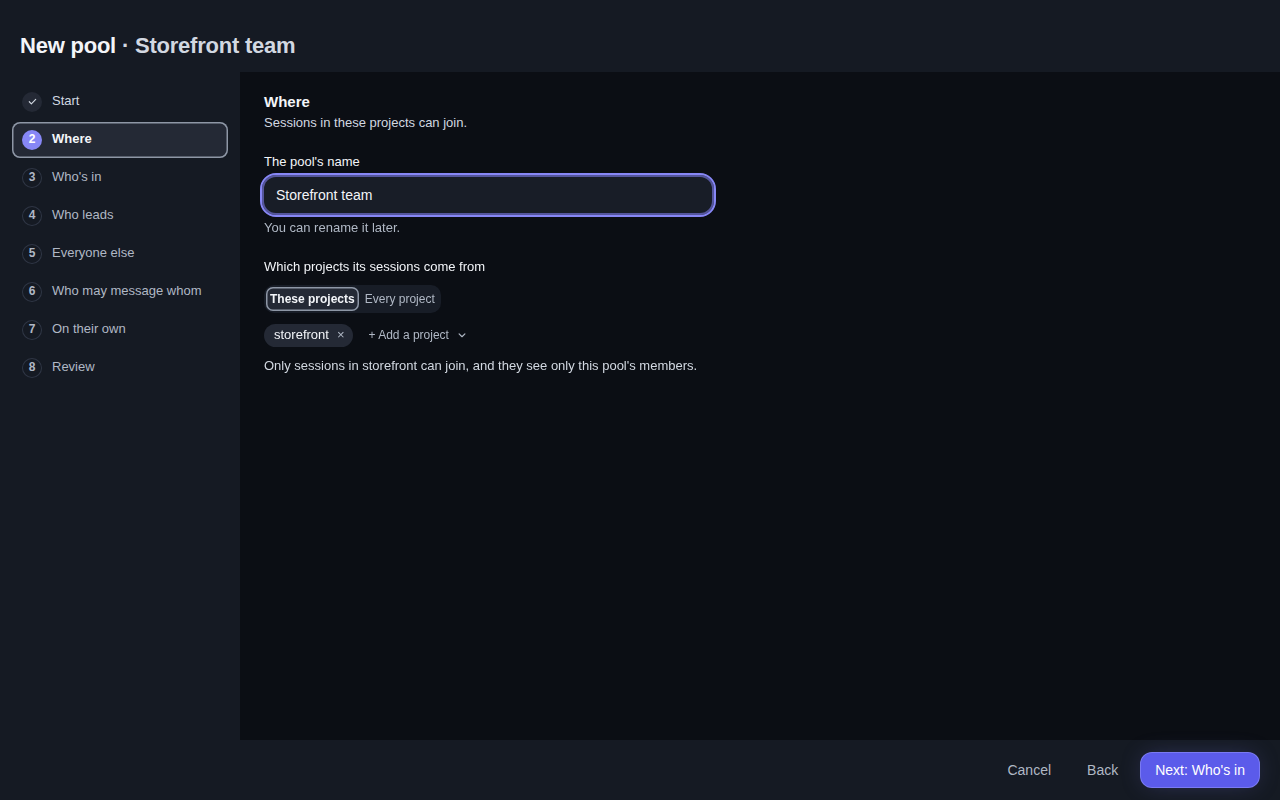 New pool · Storefront team
Start
2 Where
3 Who's in
4 Who leads
5 Everyone else
6 Who may message whom
7 On their own
8 Review
Where
Sessions in these projects can join.
The pool's name
Storefront team
You can rename it later.
Which projects its sessions come from
These projects Every project
storefront × + Add a project
Only sessions in storefront can join, and they see only this pool's members.
Cancel Back Next: Who's in